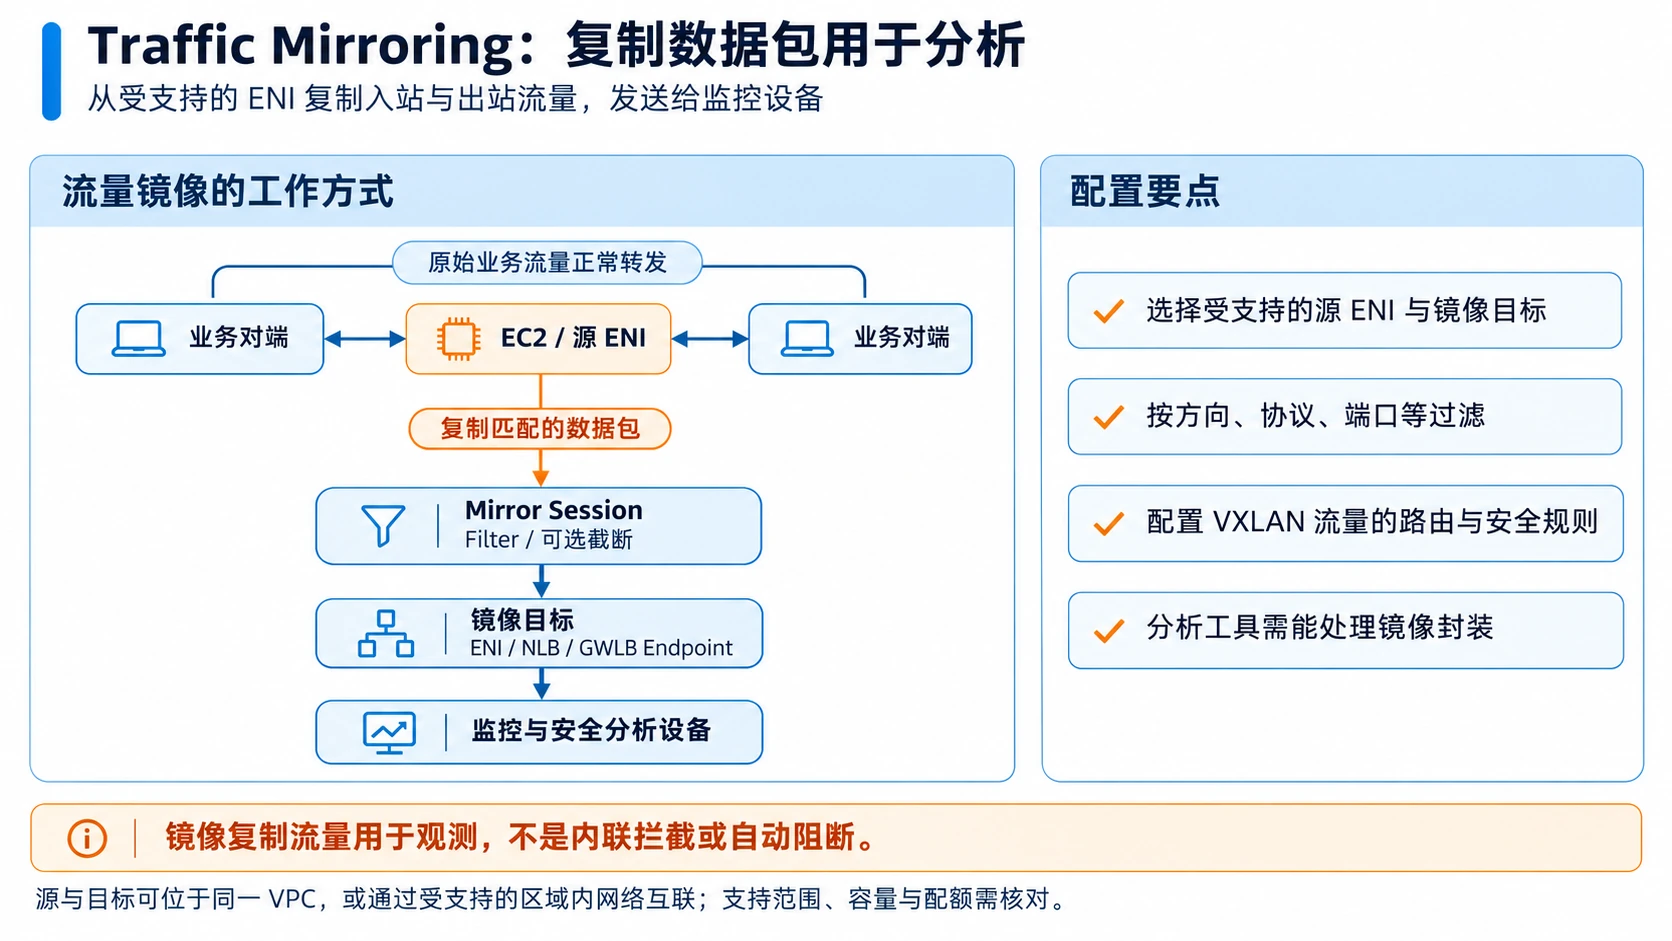 Traffic Mirroring：复制数据包用于分析
从受支持的 ENI 复制入站与出站流量，发送给监控设备
流量镜像的工作方式
原始业务流量正常转发
业务对端
EC2 / 源 ENI
业务对端
复制匹配的数据包
Mirror Session
Filter / 可选截断
镜像目标
ENI / NLB / GWLB Endpoint
监控与安全分析设备
配置要点
选择受支持的源 ENI 与镜像目标
按方向、协议、端口等过滤
配置 VXLAN 流量的路由与安全规则
分析工具需能处理镜像封装
镜像复制流量用于观测，不是内联拦截或自动阻断。
源与目标可位于同一 VPC，或通过受支持的区域内网络互联；支持范围、容量与配额需核对。